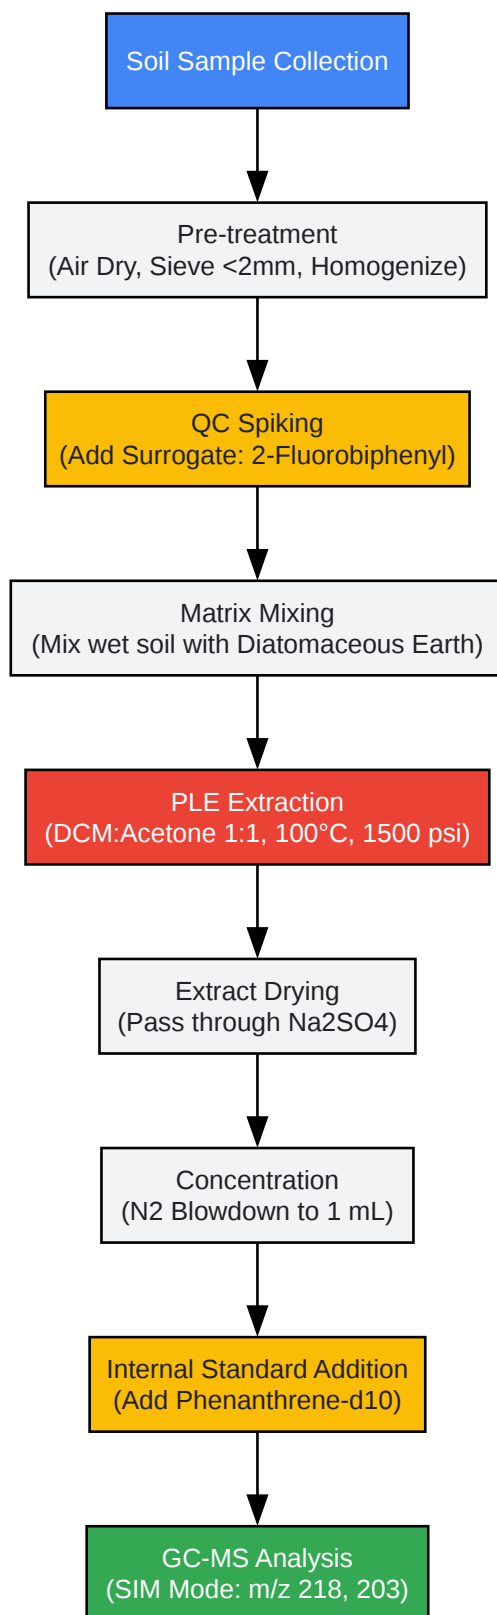 Soil Sample Collection
Pre-treatment
(Air Dry, Sieve <2mm, Homogenize)
QC Spiking
(Add Surrogate: 2-Fluorobiphenyl)
Matrix Mixing
(Mix wet soil with Diatomaceous Earth)
PLE Extraction
(DCM:Acetone 1:1, 100°C, 1500 psi)
Extract Drying
(Pass through Na2SO4)
Concentration
(N2 Blowdown to 1 mL)
Internal Standard Addition
(Add Phenanthrene-d10)
GC-MS Analysis
(SIM Mode: m/z 218, 203)